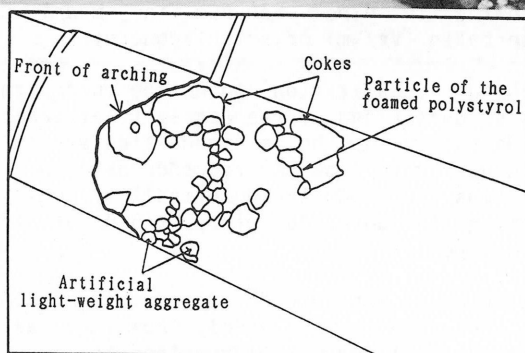 Front of arching
Cokes
Particle of the
foamed polystyrol
Artificial
light-weight aggregate